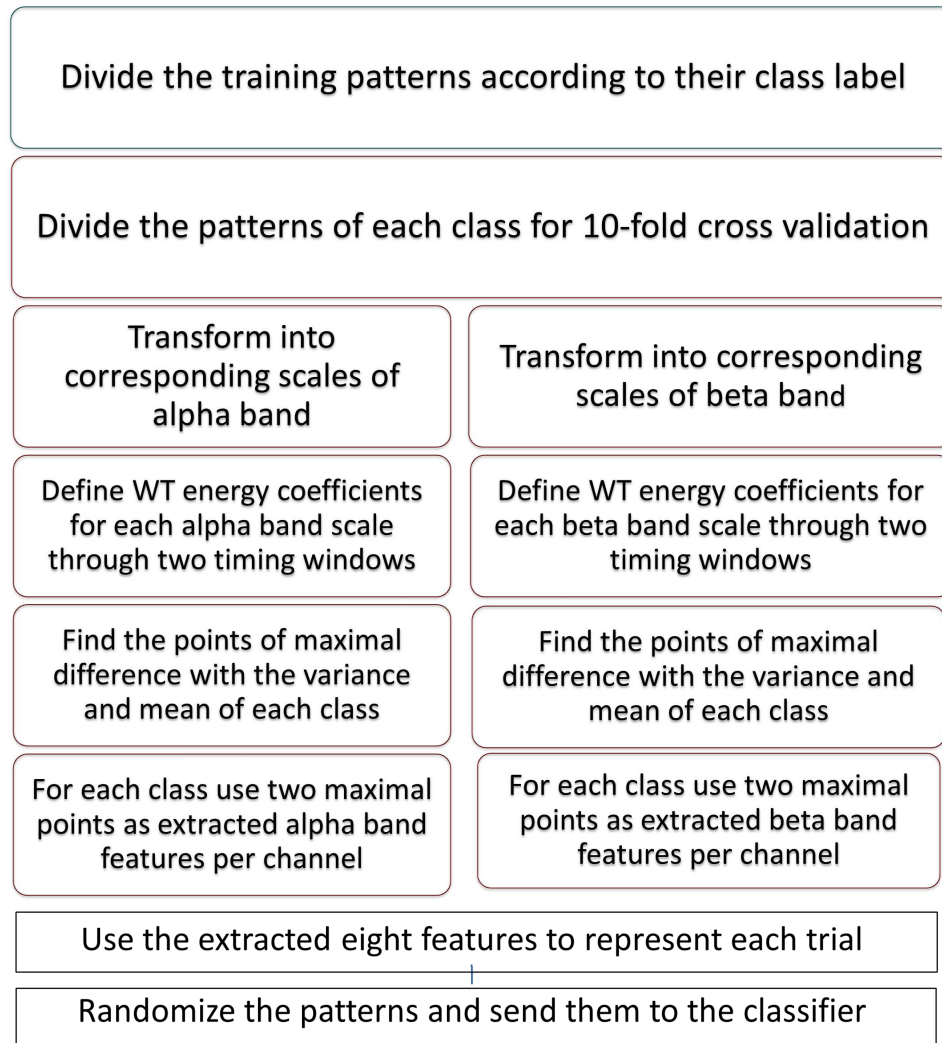 Divide the training patterns according to their class label
Divide the patterns of each class for 10-fold cross validation
Transform into
corresponding scales of
alpha band
Transform into corresponding
scales of beta band
Define WT energy coefficients
for each alpha band scale
through two timing windows
Define WT energy coefficients for
each beta band scale through two
timing windows
Find the points of maximal
difference with the variance
and mean of each class
Find the points of maximal
difference with the variance and
mean of each class
For each class use two maximal
points as extracted alpha band
features per channel
For each class use two maximal
points as extracted beta band
features per channel
Use the extracted eight features to represent each trial
Randomize the patterns and send them to the classifier